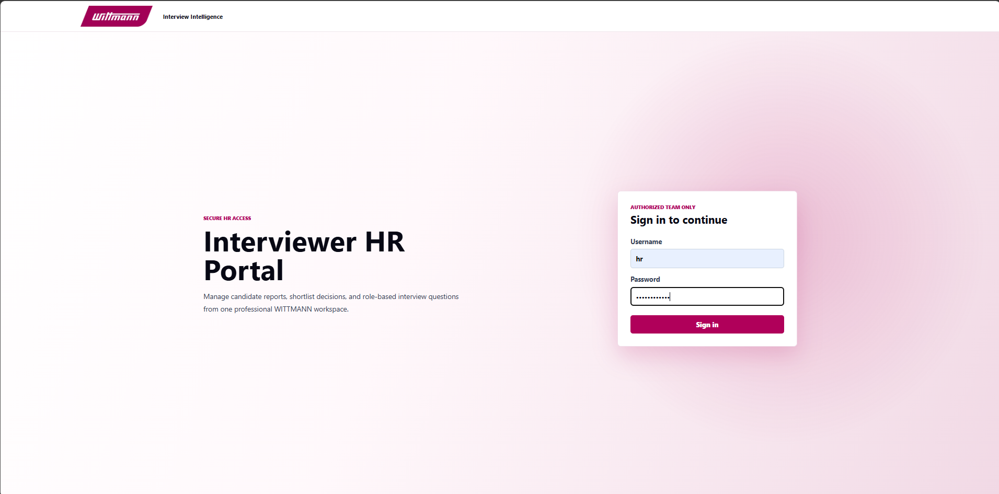 Wittmann
Interview Intelligence
SECURE HR ACCESS
Interviewer HR
Portal
Manage candidate reports, shortlist decisions, and role-based interview questions
from one professional WITTMANN workspace.
AUTHORIZED TEAM ONLY
Sign in to continue
Username
hr
Password
••••••••••••
Sign in